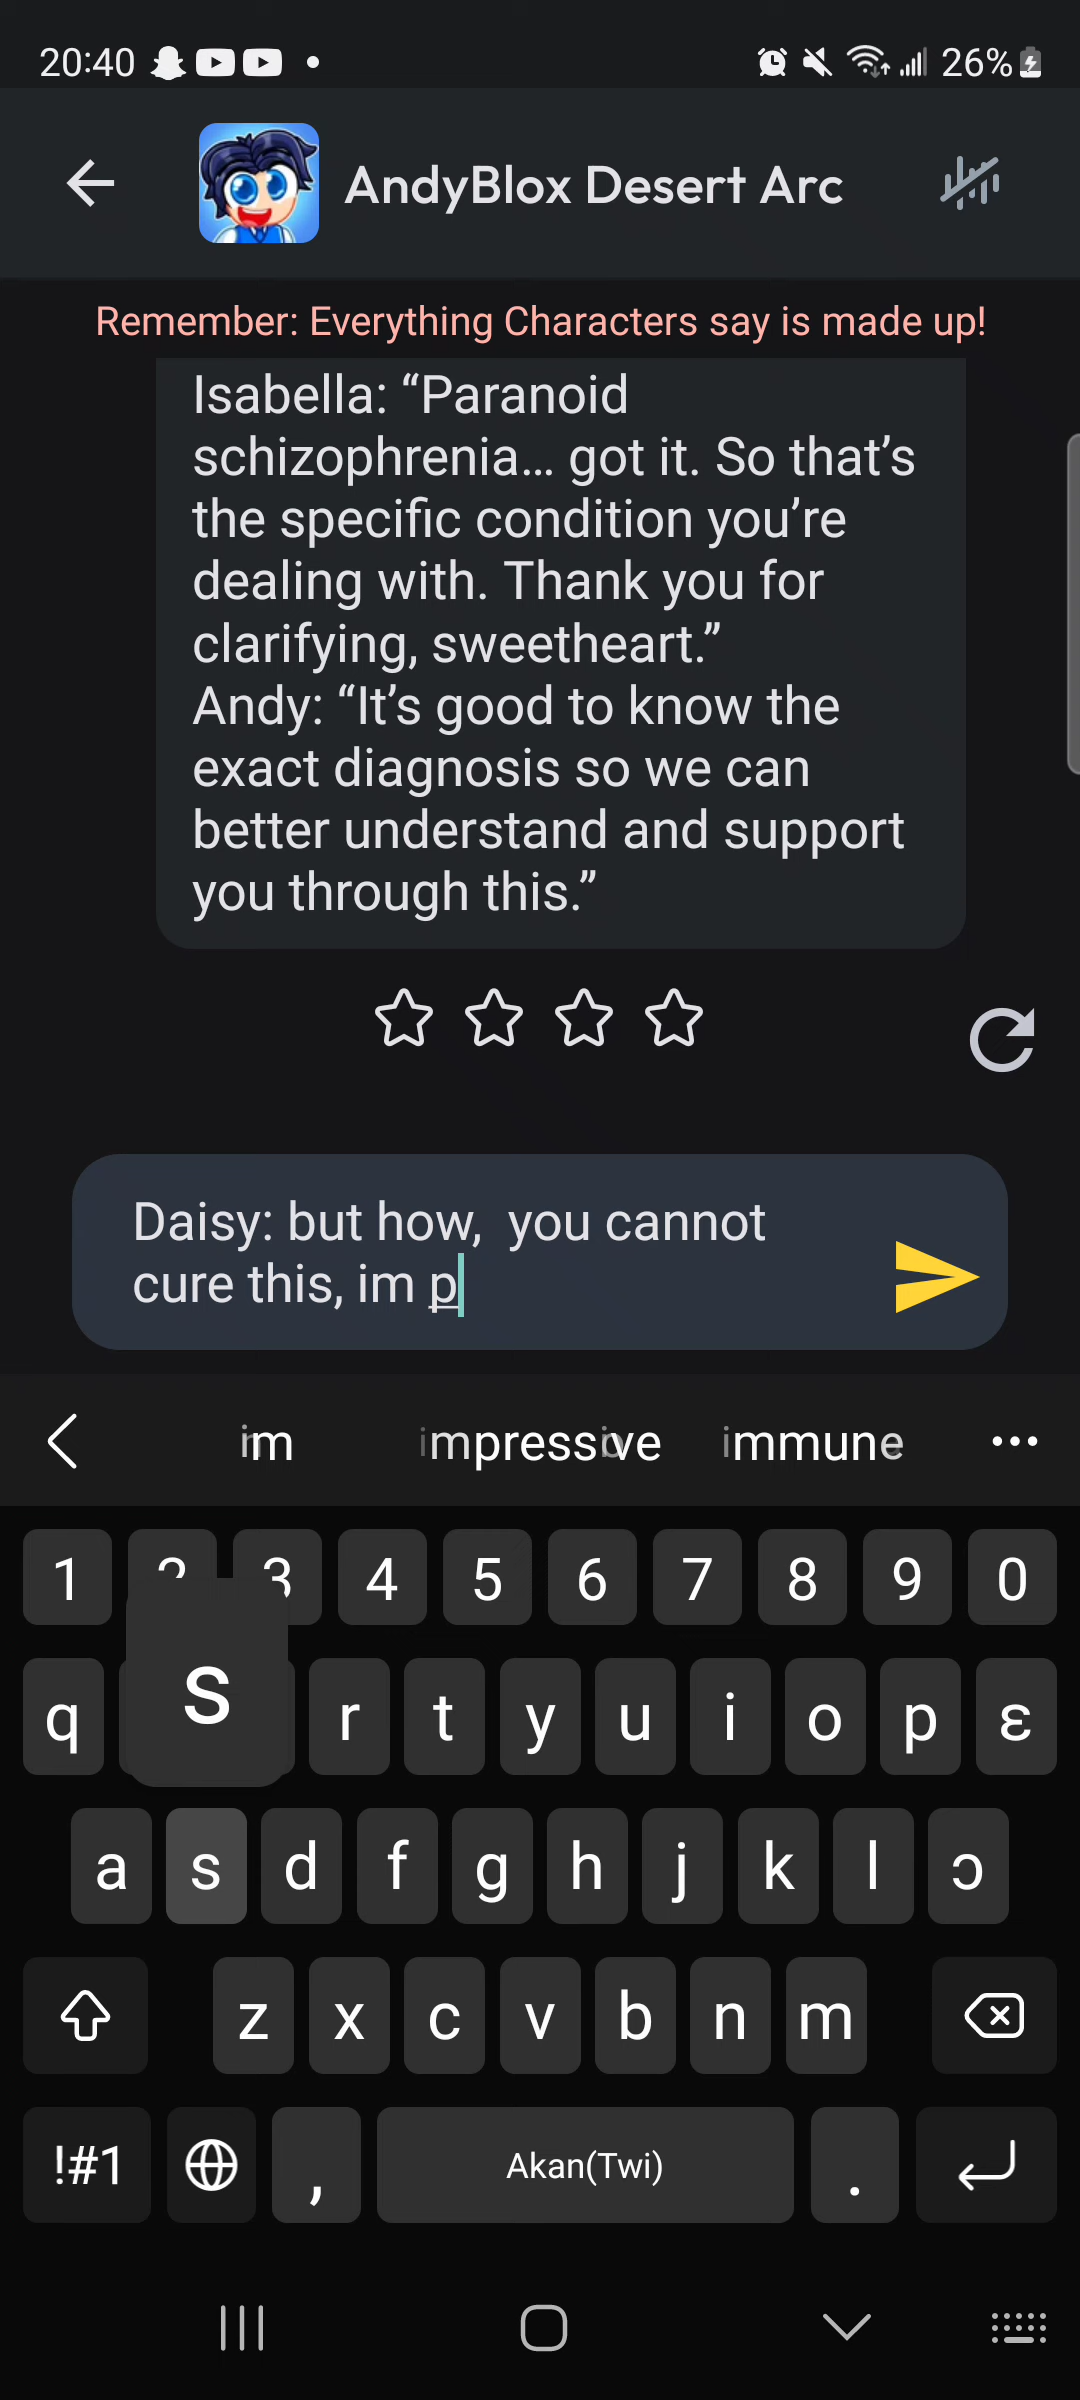 20:40 26%
AndyBlox Desert Arc
Remember: Everything Characters say is made up!
Isabella: “Paranoid
schizophrenia... got it. So that’s
the specific condition you’re
dealing with. Thank you for
clarifying, sweetheart.”
Andy: “It’s good to know the
exact diagnosis so we can
better understand and support
you through this.”
Daisy: but how,  you cannot
cure this, im p
im impressive immune
1 2 3 4 5 6 7 8 9 0
s
q r t y u i o p ɛ
a s d f g h j k l ɔ
z x c v b n m
!#1 , Akan(Twi) .